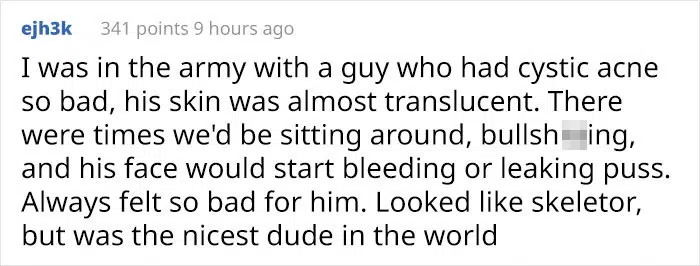 ejh3k 341 points 9 hours ago
I was in the army with a guy who had cystic acne
so bad, his skin was almost translucent. There
were times we'd be sitting around, bullsh ing,
and his face would start bleeding or leaking puss.
Always felt so bad for him. Looked like skeletor,
but was the nicest dude in the world